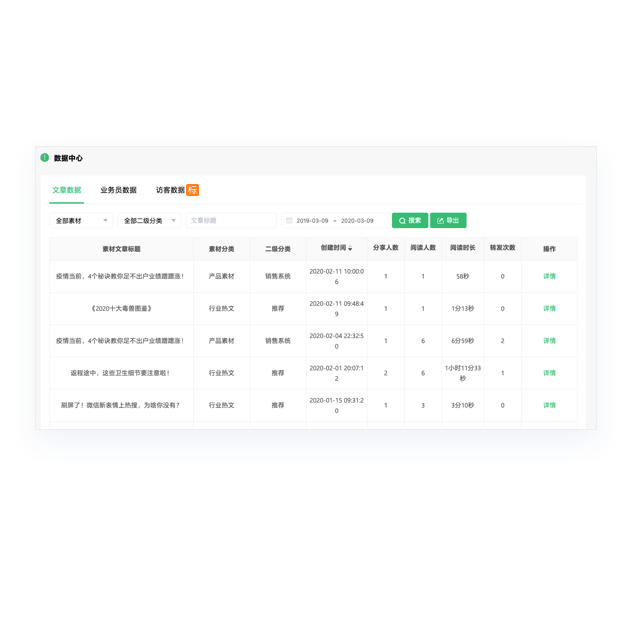 数据中心
文章数据 业务员数据 访客数据 标
全部素材 全部二级分类 文章标题 2019-03-09 ~ 2020-03-09 搜索 导出
素材文章标题 素材分类 二级分类 创建时间 分享人数 阅读人数 阅读时长 转发次数 操作
疫情当前，4个秘诀教你足不出户业绩蹭蹭涨！ 产品素材 销售系统 2020-02-11 10:00:0
6 1 1 58秒 0 详情
《2020十大毒兽图鉴》 行业热文 推荐 2020-02-11 09:48:4
9 1 1 1分13秒 0 详情
疫情当前，4个秘诀教你足不出户业绩蹭蹭涨！ 产品素材 销售系统 2020-02-04 22:32:5
0 1 6 6分59秒 2 详情
返程途中，这些卫生细节要注意啦！ 行业热文 推荐 2020-02-01 20:07:1
2 2 6 1小时11分33
秒 1 详情
刷屏了！微信新表情上热搜，为啥你没有？ 行业热文 推荐 2020-01-15 09:31:2
0 1 3 3分10秒 0 详情